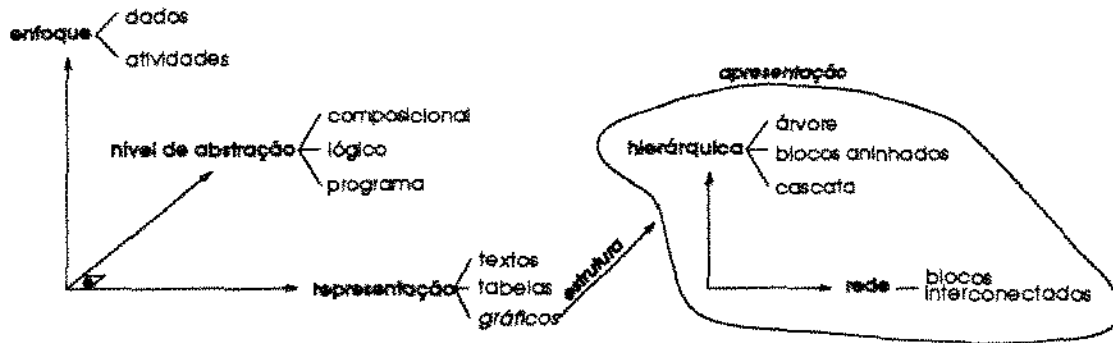 enfoque
dados
atividades
nível de abstração
composicional
lógico
programa
representação
textos
tabelas
gráficos
estrutura
apresentação
hierárquica
árvore
blocos aninhados
cascata
rede
blocos
interconectados